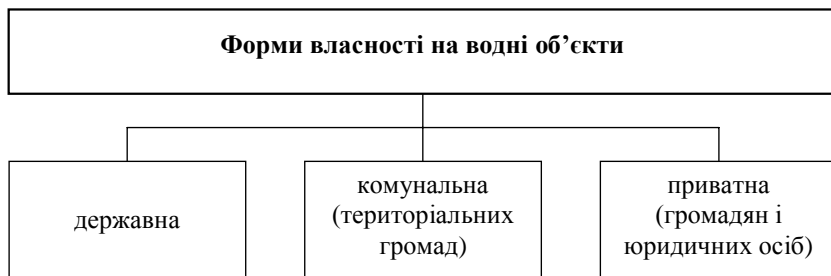 Форми власності на водні об’єкти
державна
комунальна
(територіальних
громад)
приватна
(громадян і
юридичних осіб)